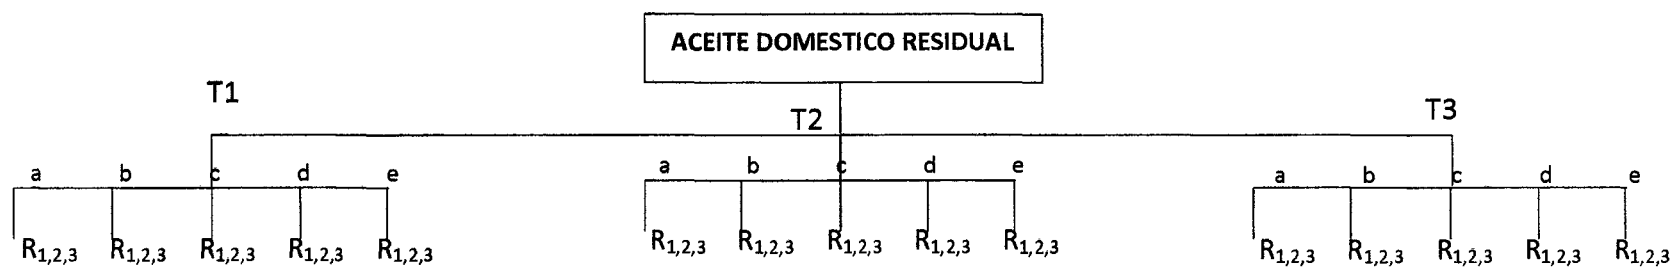 ACEITE DOMESTICO RESIDUAL
T1 T2 T3
a b c d e a b c d e a b c d e
R1,2,3 R1,2,3 R1,2,3 R1,2,3 R1,2,3 R1,2,3 R1,2,3 R1,2,3 R1,2,3 R1,2,3 R1,2,3 R1,2,3 R1,2,3 R1,2,3 R1,2,3